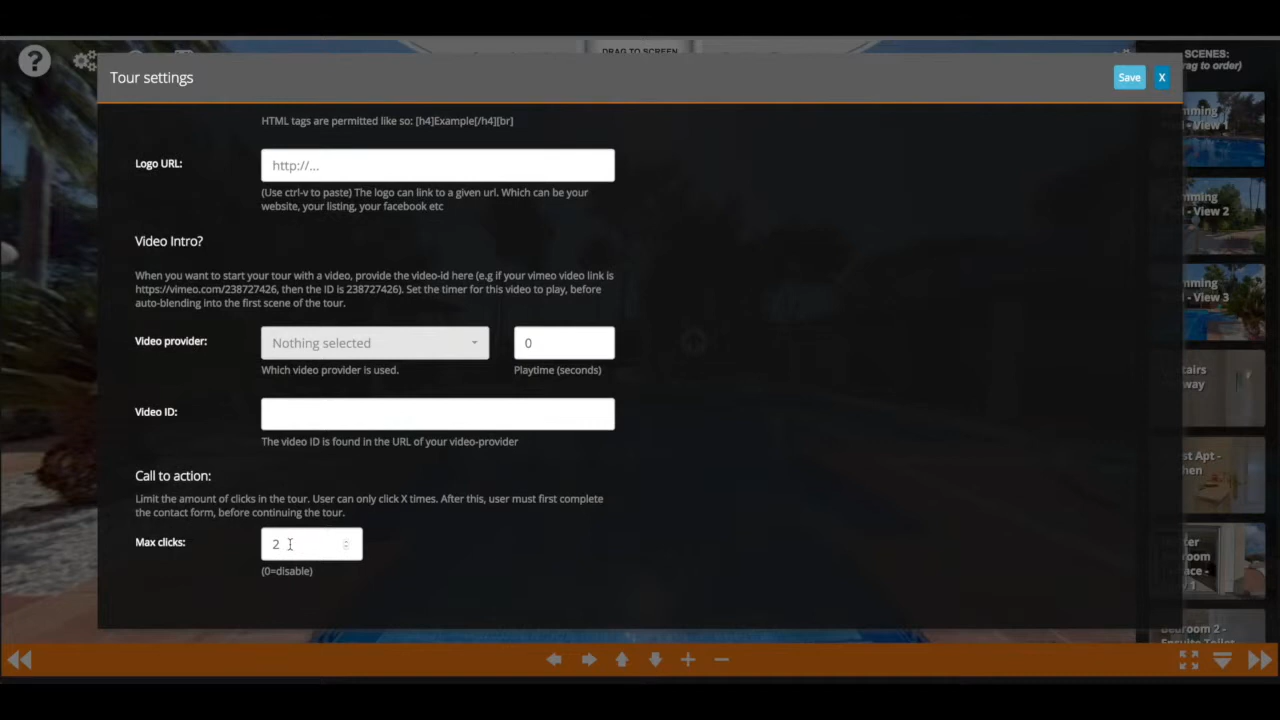 DRAG TO SCREEN
SCENES:
Tour settings
Save
X
HTML tags are permitted like so: [h4]Example[/h4][br]
Logo URL:
http://...
(Use ctrl-v to paste) The logo can link to a given url. Which can be your
website, your listing, your facebook etc
Video Intro?
When you want to start your tour with a video, provide the video-id here (e.g if your vimeo video link is
https://vimeo.com/238727426, then the ID is 238727426). Set the timer for this video to play, before
auto-blending into the first scene of the tour.
Video provider:
Nothing selected
0
Which video provider is used.
Playtime (seconds)
Video ID:
The video ID is found in the URL of your video-provider
Call to action:
Limit the amount of clicks in the tour. User can only click X times. After this, user must first complete
the contact form, before continuing the tour.
Max clicks:
2
(0=disable)
to order)
- View 1
- View 2
- View 3
Apt -